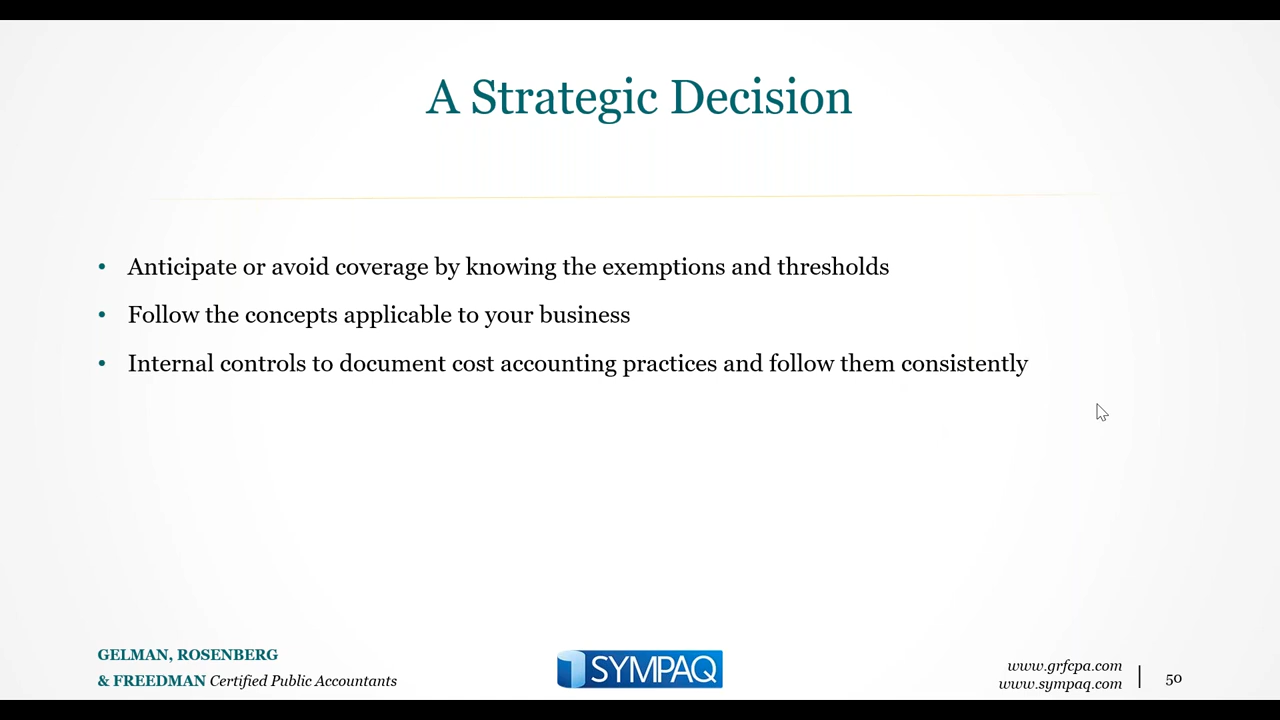 A Strategic Decision
• Anticipate or avoid coverage by knowing the exemptions and thresholds
• Follow the concepts applicable to your business
• Internal controls to document cost accounting practices and follow them consistently
GELMAN, ROSENBERG
& FREEDMAN Certified Public Accountants
SYMPAQ
www.grfcpa.com
www.sympaq.com
50